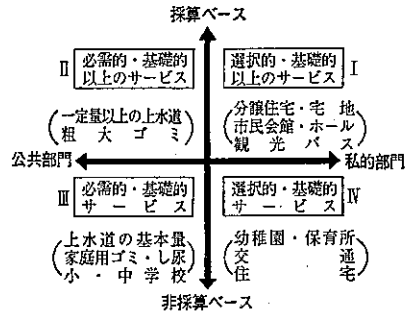 採算ベース
Ⅱ 必需的・基礎的以上のサービス
選択的・基礎的以上のサービス Ⅰ
(一定量以上の上水道 粗大ゴミ)
(分譲住宅・宅地 市民会館・ホール 観光バス)
公共部門
私的部門
Ⅲ 必需的・基礎的サービス
選択的・基礎的サービス Ⅳ
(上水道の基本量 家庭用ゴミ・し尿 小・中学校)
(幼稚園・保育所 交通 住宅)
非採算ベース